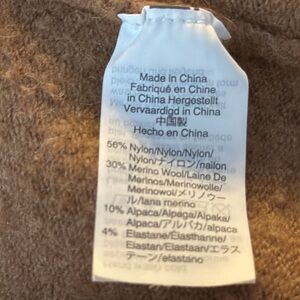 Made in China
Fabriqué en Chine
in China Hergestellt
Vervaardigd in China
中国製
Hecho en China
56% Nylon/Nylon/Nylon/
Nylon/ナイロン/nailon
30% Merino Wool/Laine De
Merinos/Merinowolle/
Merinowol/メリノウー
ル/lana merino
10% Alpaca/Alpaga/Alpaka/
Alpaca/アルパカ/alpaca
4% Elastane/Élasthanne/
Elastan/Elastaan/エラス
テーン/elastano